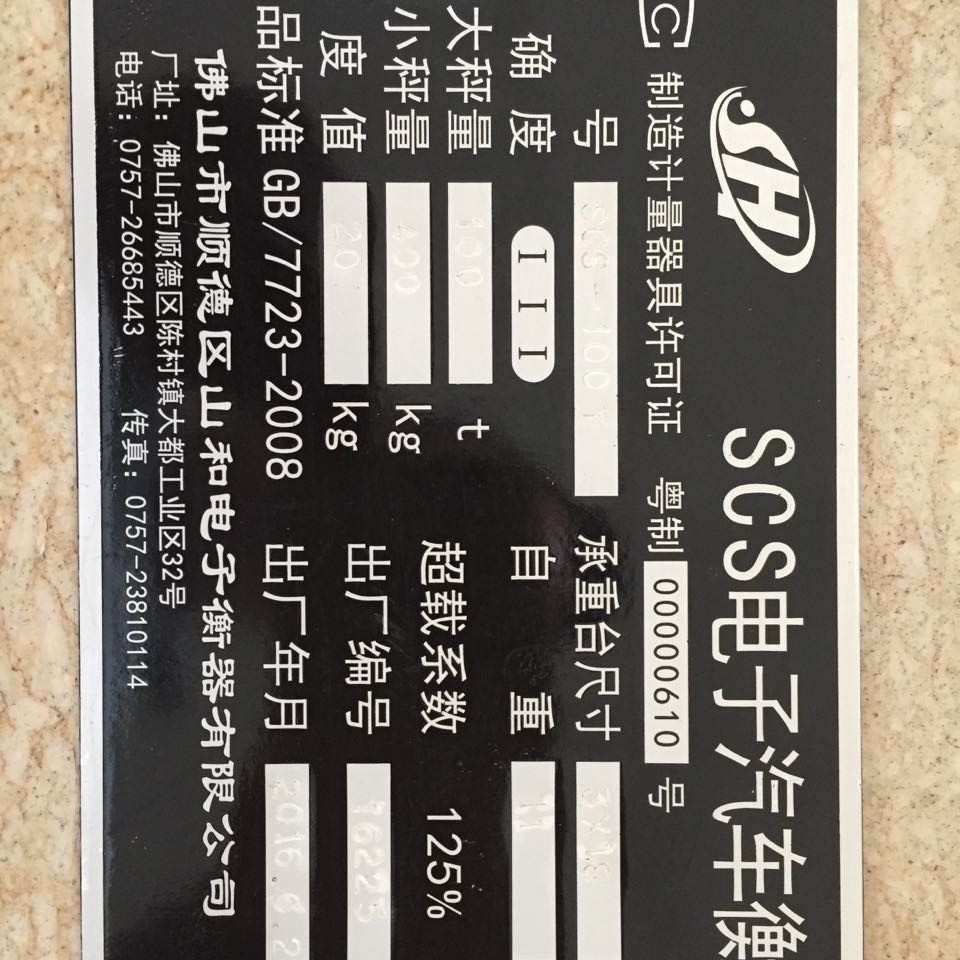 SH SCS电子汽车衡
C 制造计量器具许可证 粤制 00000610 号
号 SCS-100T 承重台尺寸 3X18
确度 III 自重 11
大秤量 100 t 超载系数 125%
小秤量 400 kg 出厂编号 16223
度值 20 kg 出厂年月
品标准 GB/7723-2008
佛山市顺德区山和电子衡器有限公司
厂址: 佛山市顺德区陈村镇大都工业区32号
电话: 0757-26685443 传真: 0757-23810114